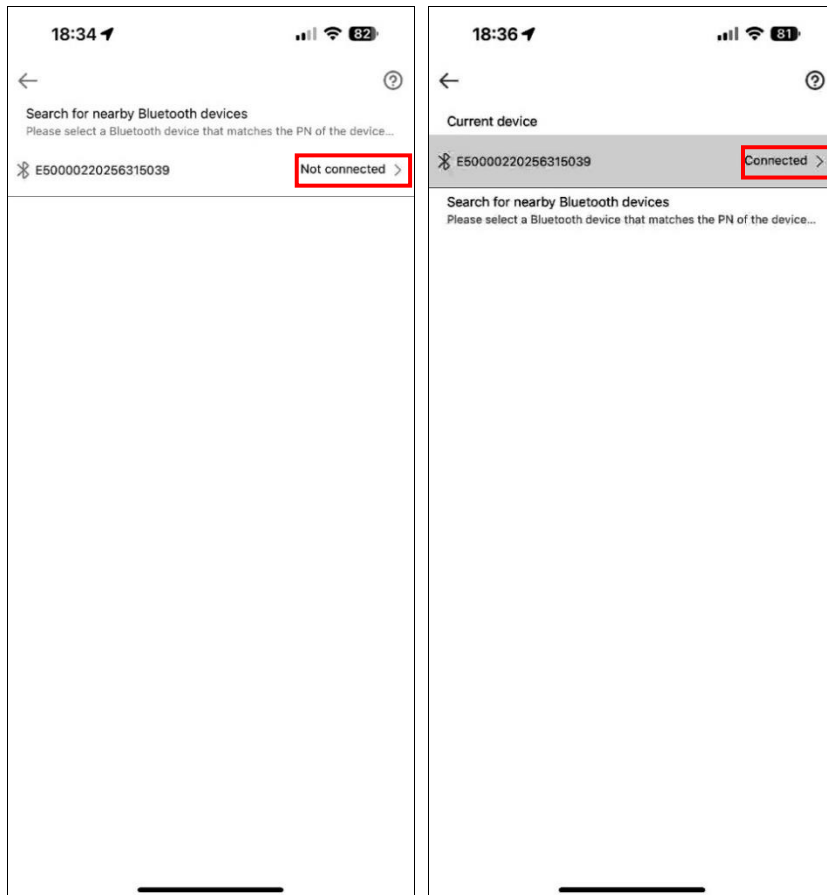 18:34
82
Search for nearby Bluetooth devices
Please select a Bluetooth device that matches the PN of the device...
E50000220256315039
Not connected
18:36
81
Current device
E50000220256315039
Connected
Search for nearby Bluetooth devices
Please select a Bluetooth device that matches the PN of the device...